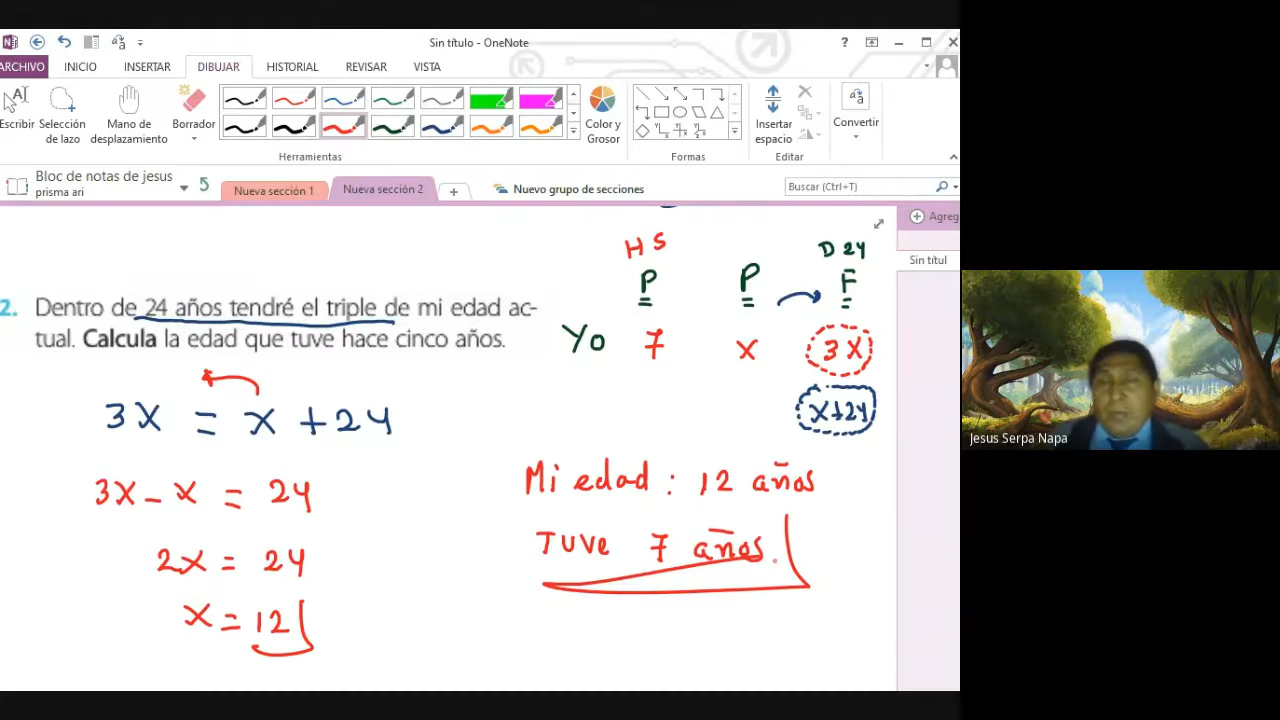 Sin título - OneNote
ARCHIVO INICIO INSERTAR DIBUJAR HISTORIAL REVISAR VISTA
Escribir
Selección de lazo
Mano de desplazamiento
Borrador
Color y Grosor
Insertar espacio
Convertir
Herramientas Formas Editar
Bloc de notas de jesus
prisma ari
Nueva sección 1
Nueva sección 2
Nuevo grupo de secciones
Buscar (Ctrl+T)
Agreg
Sin títul
H 5 D 24
P P F
Yo 7 x 3x
x+24
2. Dentro de 24 años tendré el triple de mi edad ac-
tual. Calcula la edad que tuve hace cinco años.
3x = x + 24
3x - x = 24
2x = 24
x = 12
Mi edad : 12 años
Tuve 7 años.
Jesus Serpa Napa